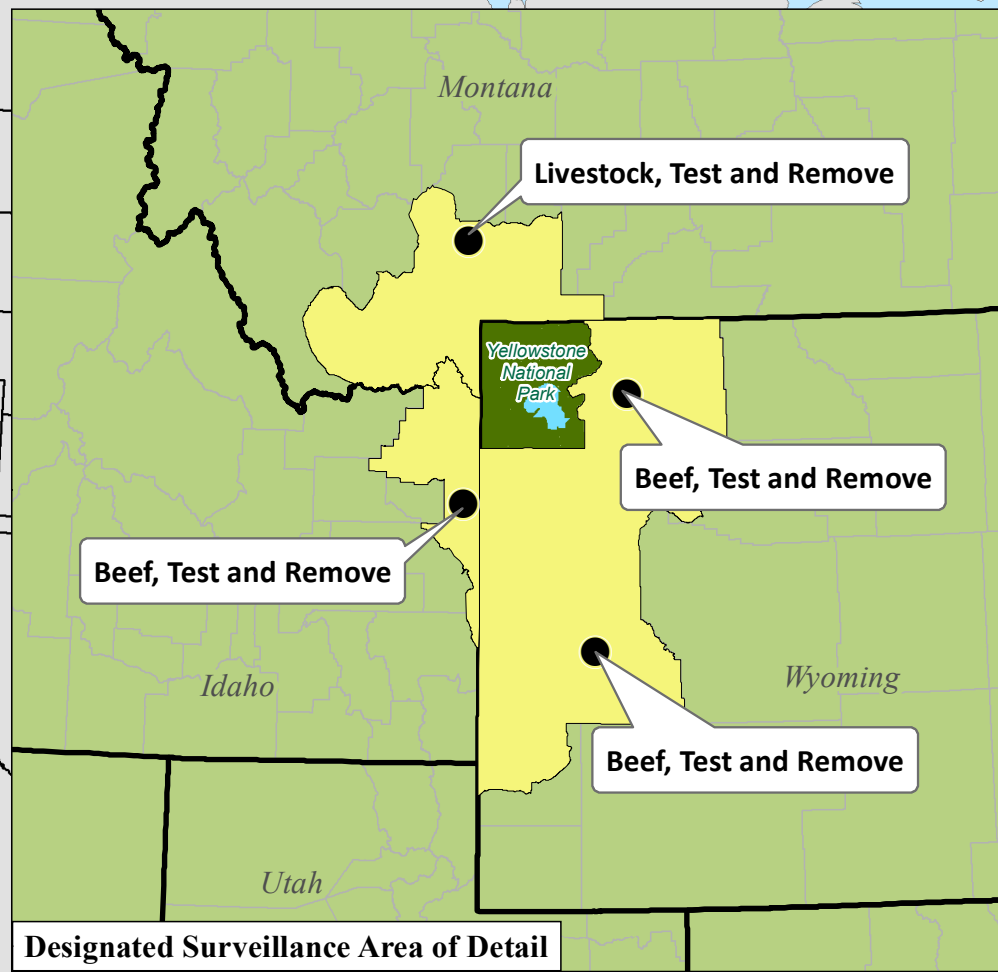 Montana
Livestock, Test and Remove
Yellowstone
National
Park
Beef, Test and Remove
Beef, Test and Remove
Idaho
Wyoming
Beef, Test and Remove
Utah
Designated Surveillance Area of Detail